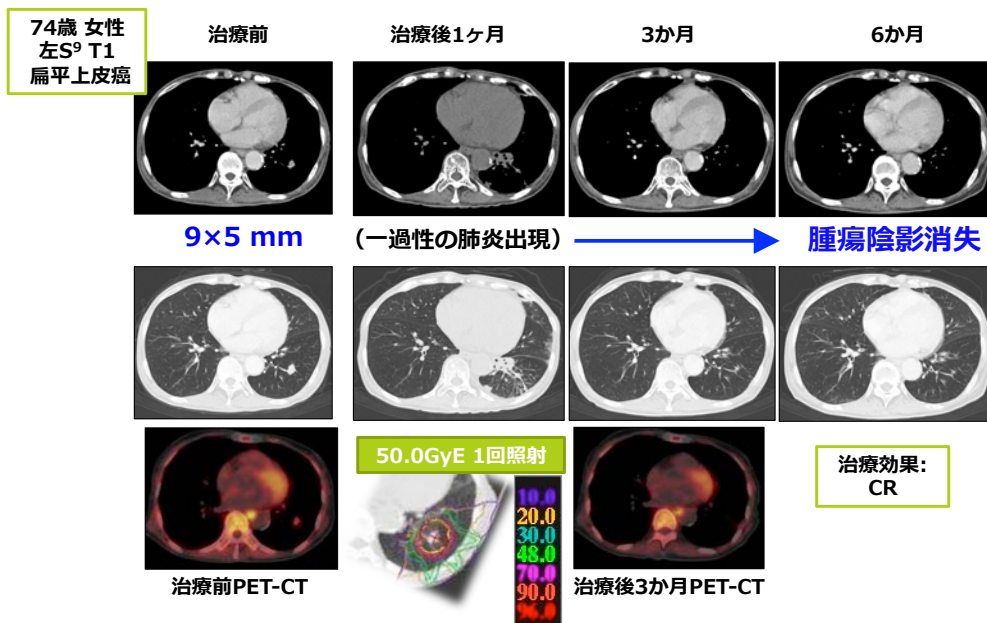 74歳 女性
左S⁹ T1
扁平上皮癌
治療前
治療後1ヶ月
3か月
6か月
9×5 mm
(一過性の肺炎出現)
腫瘍陰影消失
50.0GyE 1回照射
治療効果:
CR
10.0
20.0
30.0
48.0
70.0
90.0
96.0
治療前PET-CT
治療後3か月PET-CT